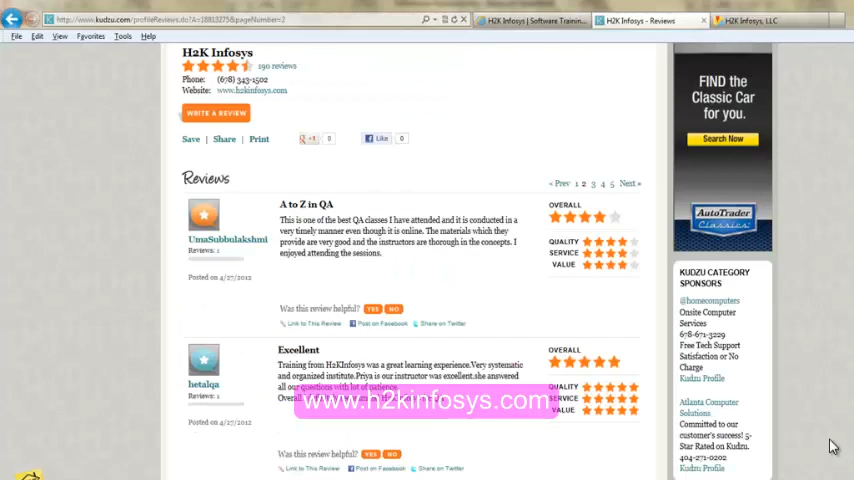 http://www.kudzu.com/profileReviews.do?A=18813275&pageNumber=2
H2K Infosys | Software Trainin...
H2K Infosys - Reviews
H2K Infosys, LLC
File Edit View Favorites Tools Help
H2K Infosys
190 reviews
Phone: (678) 343-1502
Website: www.h2kinfosys.com
WRITE A REVIEW
Save | Share | Print
+1 0
Like 0
Reviews
« Prev 1 2 3 4 5 Next »
A to Z in QA
This is one of the best QA classes I have attended and it is conducted in a
very timely manner even though it is online. The materials which they
provide are very good and the instructors are thorough in the concepts. I
enjoyed attending the sessions.
UmaSubbulakshmi
Reviews: 1
Posted on 4/27/2012
OVERALL
QUALITY
SERVICE
VALUE
Was this review helpful? YES NO
Link to This Review Post on Facebook Share on Twitter
Excellent
Training from H2KInfosys was a great learning experience.Very systematic
and organized institute.Priya is our instructor was excellent.she answered
all our questions with lot of patience.
hetalqa
Reviews: 1
Posted on 4/27/2012
OVERALL
QUALITY
SERVICE
VALUE
www.h2kinfosys.com
Was this review helpful? YES NO
Link to This Review Post on Facebook Share on Twitter
FIND the
Classic Car
for you.
Search Now
AutoTrader
Classics
KUDZU CATEGORY
SPONSORS
@homecomputers
Onsite Computer
Services
678-671-3229
Free Tech Support
Satisfaction or No
Charge
Kudzu Profile
Atlanta Computer
Solutions
Committed to our
customer's success! 5-
Star Rated on Kudzu.
404-271-0202
Kudzu Profile